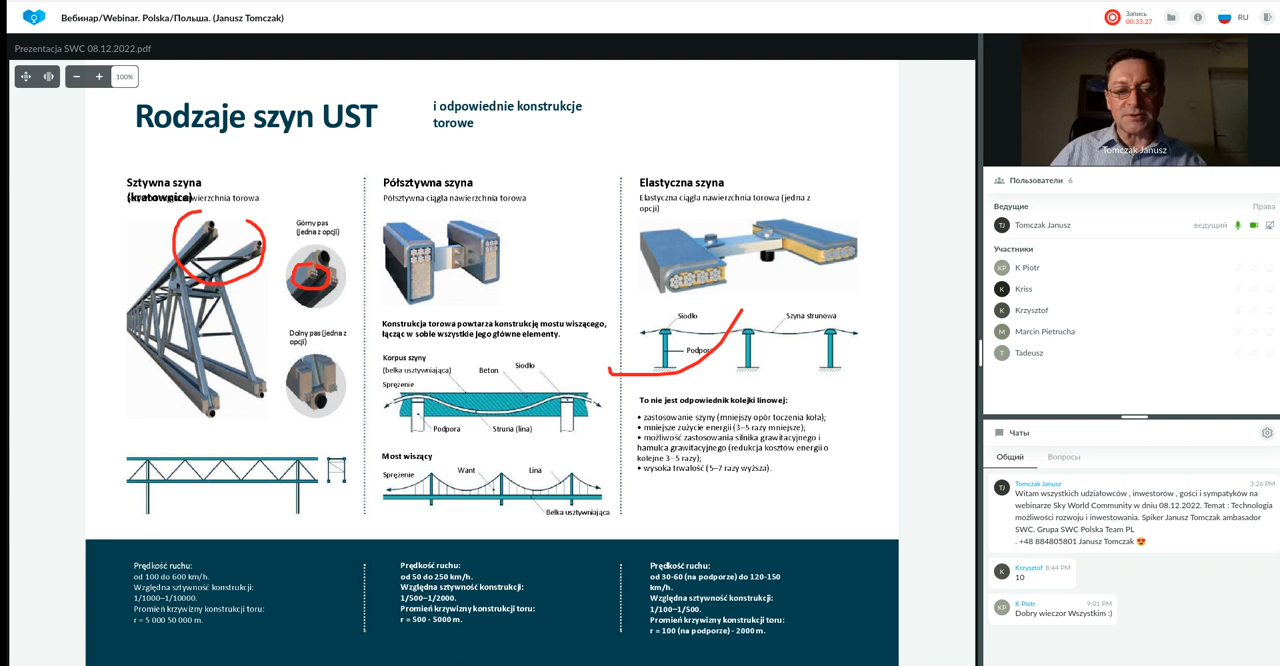 Вебинар/Webinar. Polska/Польша. (Janusz Tomczak)
Запись
00:33:27
RU
Prezentacja SWC 08.12.2022.pdf
100%
Rodzaje szyn UST
i odpowiednie konstrukcje
torowe
Sztywna szyna
(kratownica)
nawierzchnia torowa
Górny pas
(jedna z opcji)
Dolny pas (jedna z
opcji)
Półsztywna szyna
Półsztywna ciągła nawierzchnia torowa
Konstrukcja torowa powtarza konstrukcję mostu wiszącego,
łącząc w sobie wszystkie jego główne elementy.
Korpus szyny
(belka usztywniająca)
Beton
Siodło
Sprężenie
Podpora
Struna (lina)
Most wiszący
Sprężenie
Want
Lina
Belka usztywniająca
Elastyczna szyna
Elastyczna ciągła nawierzchnia torowa (jedna z
opcji)
Siodło
Szyna strunowa
Podpora
To nie jest odpowiednik kolejki linowej:
• zastosowanie szyny (mniejszy opór toczenia koła);
• mniejsze zużycie energii (3–5 razy mniejsze);
• możliwość zastosowania silnika grawitacyjnego i
hamulca grawitacyjnego (redukcja kosztów energii o
kolejne 3–5 razy);
• wysoka trwałość (5–7 razy wyższa).
Prędkość ruchu:
od 100 do 600 km/h.
Względna sztywność konstrukcji:
1/1000–1/10000.
Promień krzywizny konstrukcji toru:
r = 5 000 50 000 m.
Prędkość ruchu:
od 50 do 250 km/h.
Względna sztywność konstrukcji:
1/500–1/2000.
Promień krzywizny konstrukcji toru:
r = 500 - 5000 m.
Prędkość ruchu:
od 30-60 (na podporze) do 120-150
km/h.
Względna sztywność konstrukcji:
1/100–1/500.
Promień krzywizny konstrukcji toru:
r = 100 (na podporze) - 2000 m.
Tomczak Janusz
Пользователи 6
Ведущие
Права
TJ
Tomczak Janusz
ведущий
Участники
KP
K Piotr
K
Kriss
K
Krzysztof
M
Marcin Pietrucha
T
Tadeusz
Чаты
Общий
Вопросы
TJ
Tomczak Janusz
3:26 PM
Witam wszystkich udziałowców , inwestorów , gości i sympatyków na
webinarze Sky World Community w dniu 08.12.2022. Temat : Technologia
możliwości rozwoju i inwestowania. Spiker Janusz Tomczak ambasador
SWC. Grupa SWC Polska Team PL
. +48 884805801 Janusz Tomczak 😍
K
Krzysztof 8:44 PM
10
KP
K Piotr
9:01 PM
Dobry wieczor Wszystkim :)